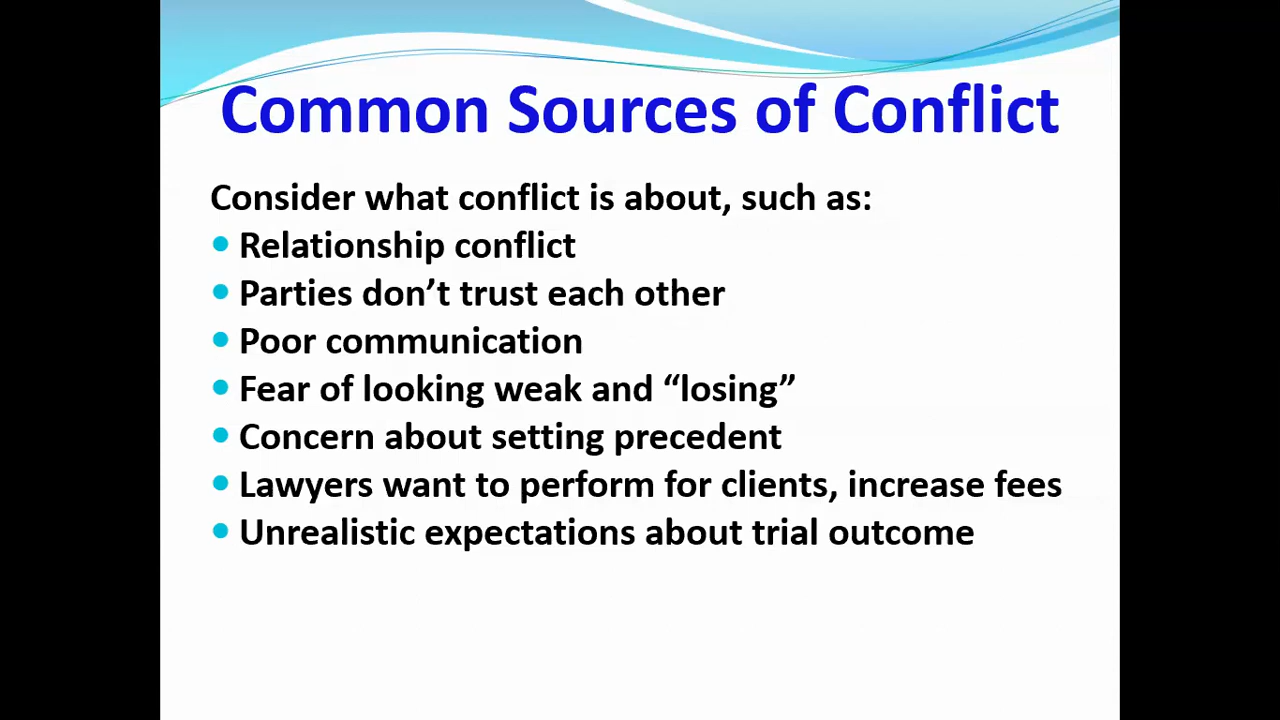 Common Sources of Conflict
Consider what conflict is about, such as:
• Relationship conflict
• Parties don’t trust each other
• Poor communication
• Fear of looking weak and “losing”
• Concern about setting precedent
• Lawyers want to perform for clients, increase fees
• Unrealistic expectations about trial outcome